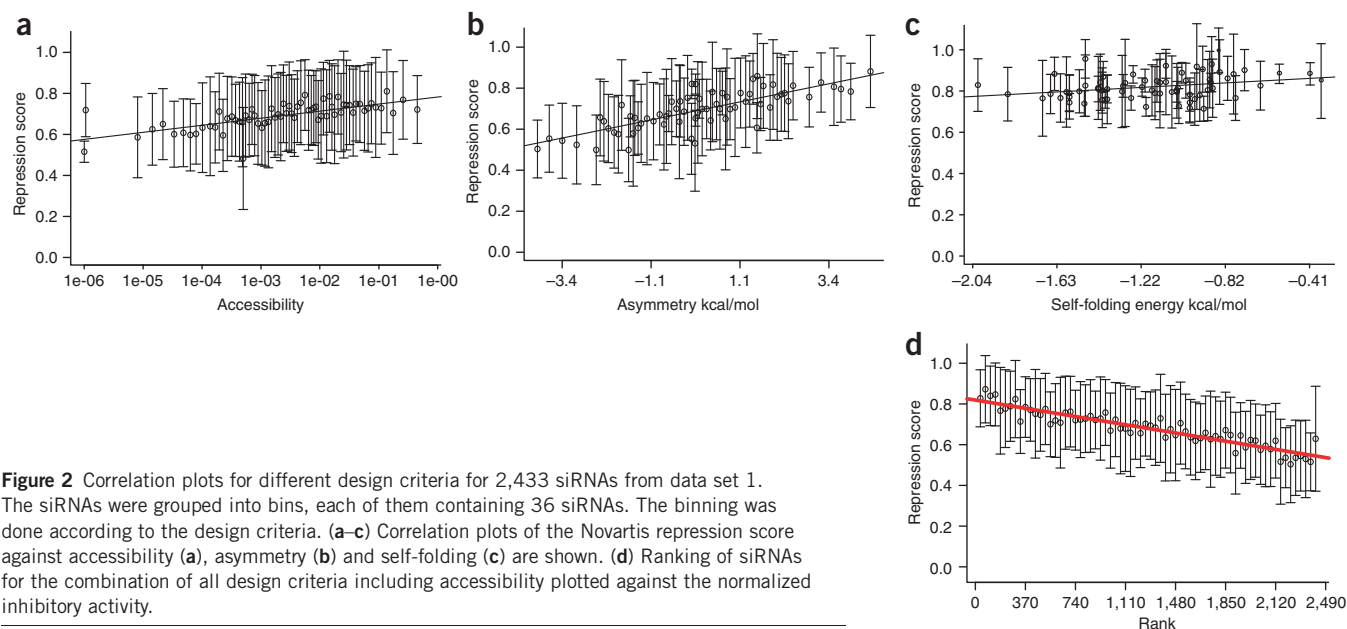 a
Repression score
1.0
0.8
0.6
0.4
0.2
0.0
1e-06 1e-05 1e-04 1e-03 1e-02 1e-01 1e-00
Accessibility
b
Repression score
1.0
0.8
0.6
0.4
0.2
0.0
−3.4 −1.1 1.1 3.4
Asymmetry kcal/mol
c
Repression score
1.0
0.8
0.6
0.4
0.2
0.0
−2.04 −1.63 −1.22 −0.82 −0.41
Self-folding energy kcal/mol
d
Repression score
1.0
0.8
0.6
0.4
0.2
0.0
0 370 740 1,110 1,480 1,850 2,120 2,490
Rank
Figure 2 Correlation plots for different design criteria for 2,433 siRNAs from data set 1.
The siRNAs were grouped into bins, each of them containing 36 siRNAs. The binning was
done according to the design criteria. (a–c) Correlation plots of the Novartis repression score
against accessibility (a), asymmetry (b) and self-folding (c) are shown. (d) Ranking of siRNAs
for the combination of all design criteria including accessibility plotted against the normalized
inhibitory activity.